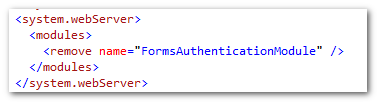 <system.webServer>
  <modules>
    <remove name="FormsAuthenticationModule" />
  </modules>
</system.webServer>